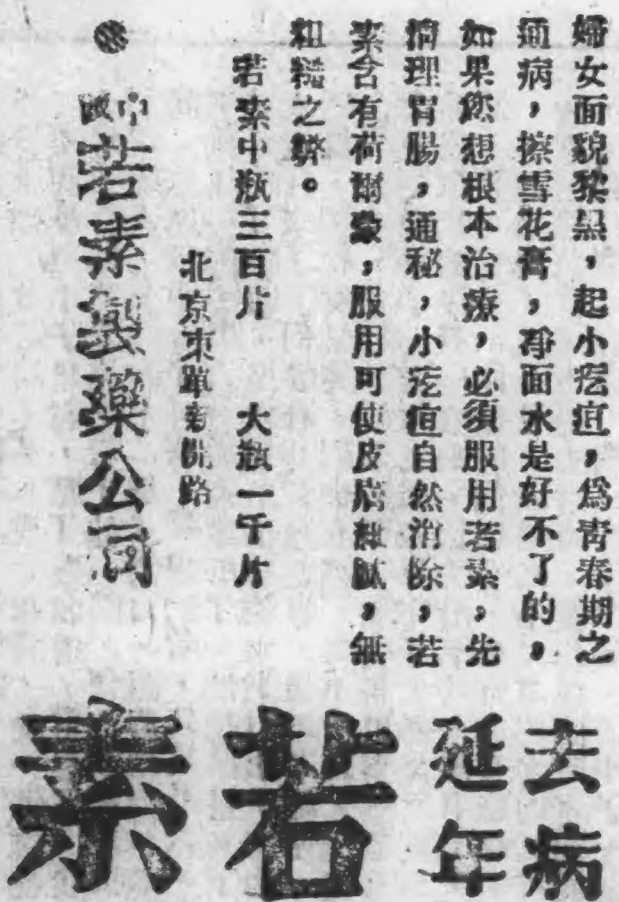 婦女面貌黎黑，起小疙疸，爲青春期之
通病，擦雪花膏，淨面水是好不了的，
如果您想根本治療，必須服用若素，先
備理胃腸，通秘，小疙疸自然消除，若
素含有荷爾蒙，服用可使皮膚細膩，無
粗糙之弊。
若素中瓶三百片　大瓶一千片
北京東單新開路
中國若素製藥公司
去病
延年
若素